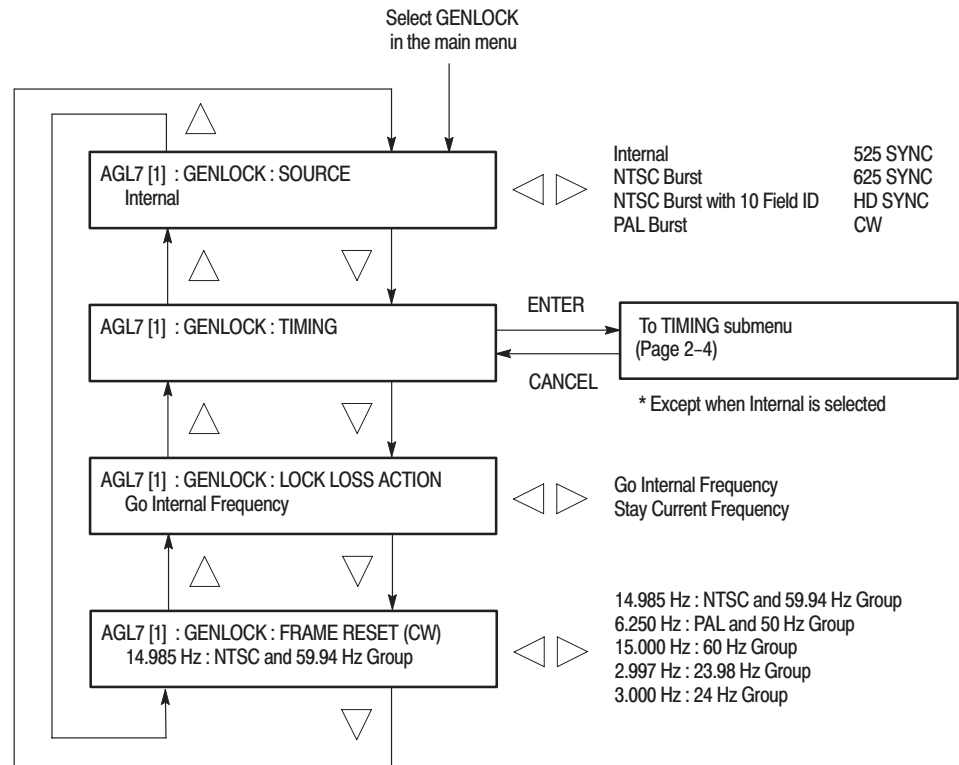 Select GENLOCK
in the main menu
AGL7 [1] : GENLOCK : SOURCE
Internal
Internal 525 SYNC
NTSC Burst 625 SYNC
NTSC Burst with 10 Field ID HD SYNC
PAL Burst CW
AGL7 [1] : GENLOCK : TIMING
ENTER
CANCEL
To TIMING submenu
(Page 2–4)
* Except when Internal is selected
AGL7 [1] : GENLOCK : LOCK LOSS ACTION
Go Internal Frequency
Go Internal Frequency
Stay Current Frequency
AGL7 [1] : GENLOCK : FRAME RESET (CW)
14.985 Hz : NTSC and 59.94 Hz Group
14.985 Hz : NTSC and 59.94 Hz Group
6.250 Hz : PAL and 50 Hz Group
15.000 Hz : 60 Hz Group
2.997 Hz : 23.98 Hz Group
3.000 Hz : 24 Hz Group